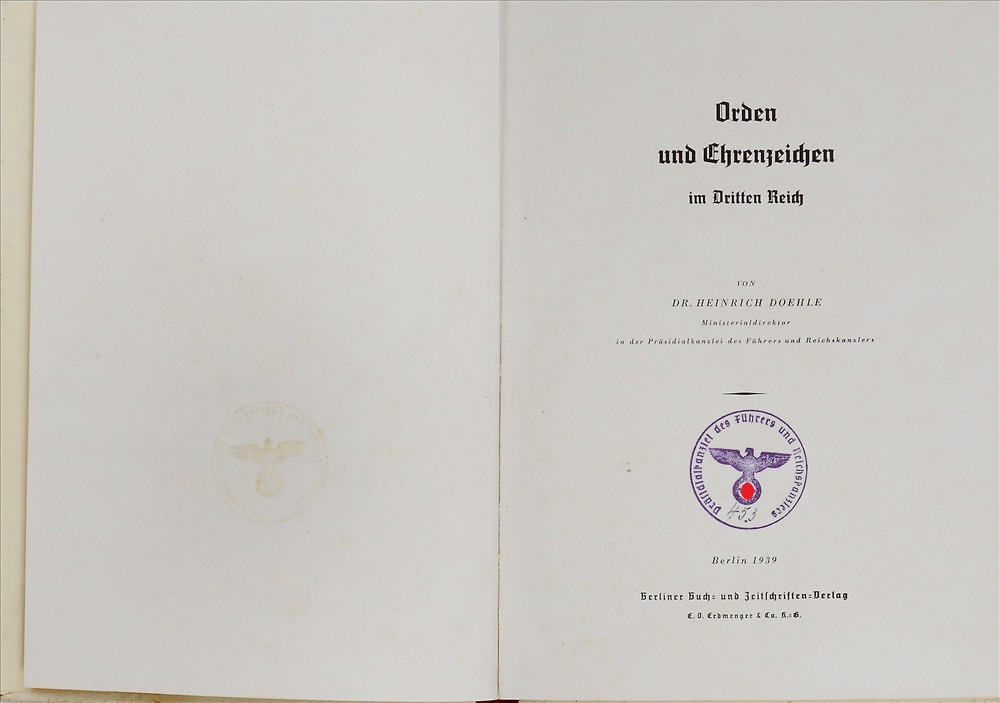 Orden
und Ehrenzeichen
im Dritten Reich
VON
DR. HEINRICH DOEHLE
Ministerialdirektor
in der Präsidialkanzlei des Führers und Reichskanzlers
Präsidialkanzlei des Führers und Reichskanzlers
453
Berlin 1939
Berliner Buch- und Zeitschriften-Verlag
E. O. Erdmenger & Co. K.-G.